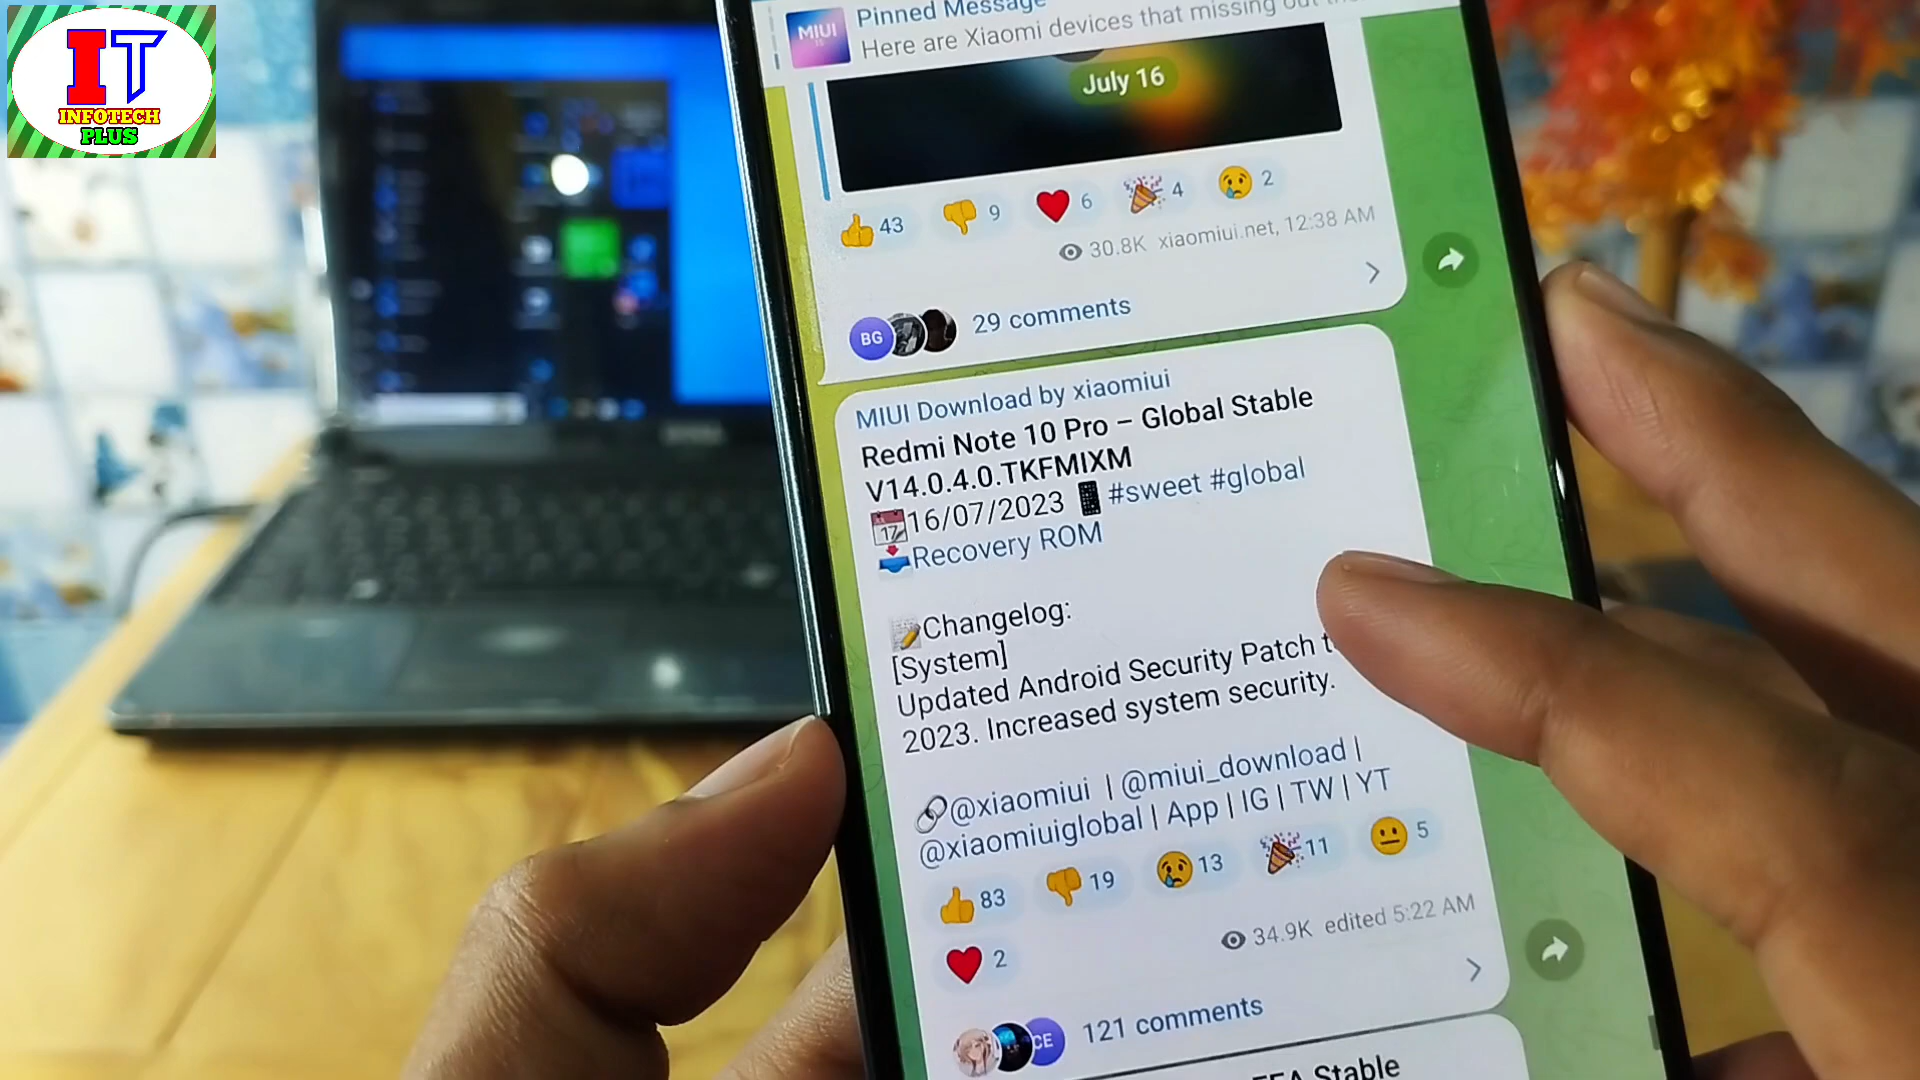 IT
INFOTECH
PLUS
MIUI
Pinned Message
Here are Xiaomi devices that missing out
July 16
43 9 6 4 2
30.8K xiaomiui.net, 12:38 AM
BG 29 comments
MIUI Download by xiaomiui
Redmi Note 10 Pro – Global Stable
V14.0.4.0.TKFMIXM
17 16/07/2023 #sweet #global
Recovery ROM
Changelog:
[System]
Updated Android Security Patch
2023. Increased system security.
@xiaomiui | @miui_download |
@xiaomiuiglobal | App | IG | TW | YT
83 19 13 11 5
2
34.9K edited 5:22 AM
CE 121 comments
Stable